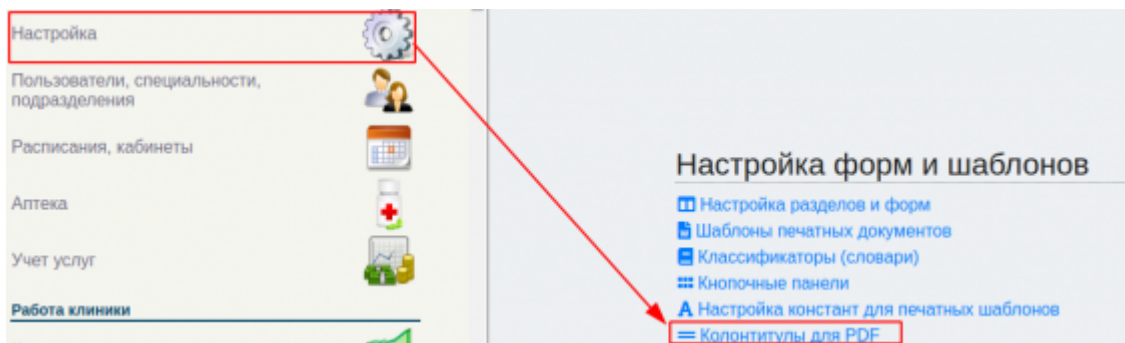 Настройка
Пользователи, специальности,
подразделения
Расписания, кабинеты
Аптека
Учет услуг
Работа клиники
Настройка форм и шаблонов
Настройка разделов и форм
Шаблоны печатных документов
Классификаторы (словари)
Кнопочные панели
Настройка констант для печатных шаблонов
Колонтитулы для PDF